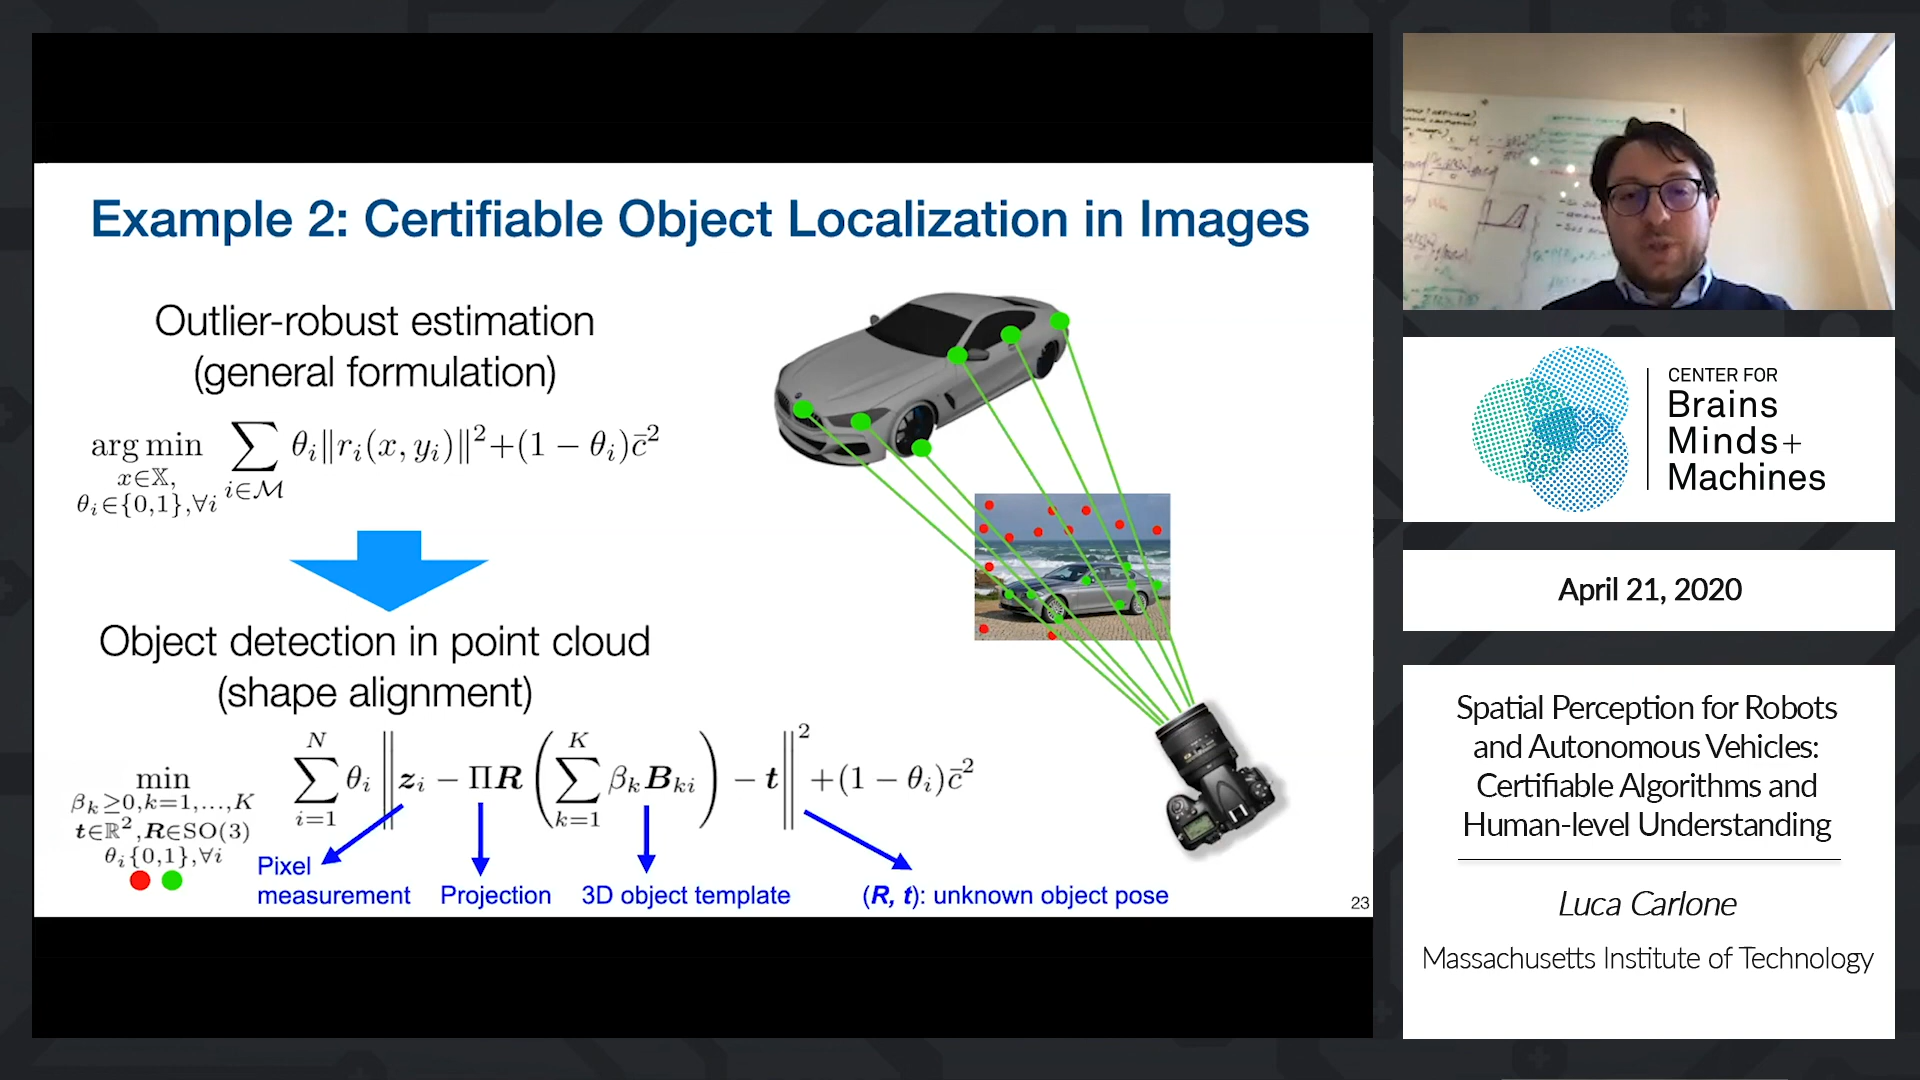 Example 2: Certifiable Object Localization in Images
Outlier-robust estimation
(general formulation)
arg min ∑ θᵢ‖rᵢ(x, yᵢ)‖²+(1 − θᵢ)c̄²
x∈𝕏,
θᵢ∈{0,1},∀i i∈ℳ
Object detection in point cloud
(shape alignment)
min ∑ᵢ₌₁ᴺ θᵢ ‖zᵢ − ΠR (∑ₖ₌₁ᴷ βₖBₖᵢ) − t‖² +(1 − θᵢ)c̄²
βₖ≥0,k=1,...,K
t∈ℝ²,R∈SO(3)
θᵢ{0,1},∀i
Pixel
measurement
Projection
3D object template
(R, t): unknown object pose
23
CENTER FOR
Brains
Minds+
Machines
April 21, 2020
Spatial Perception for Robots
and Autonomous Vehicles:
Certifiable Algorithms and
Human-level Understanding
Luca Carlone
Massachusetts Institute of Technology